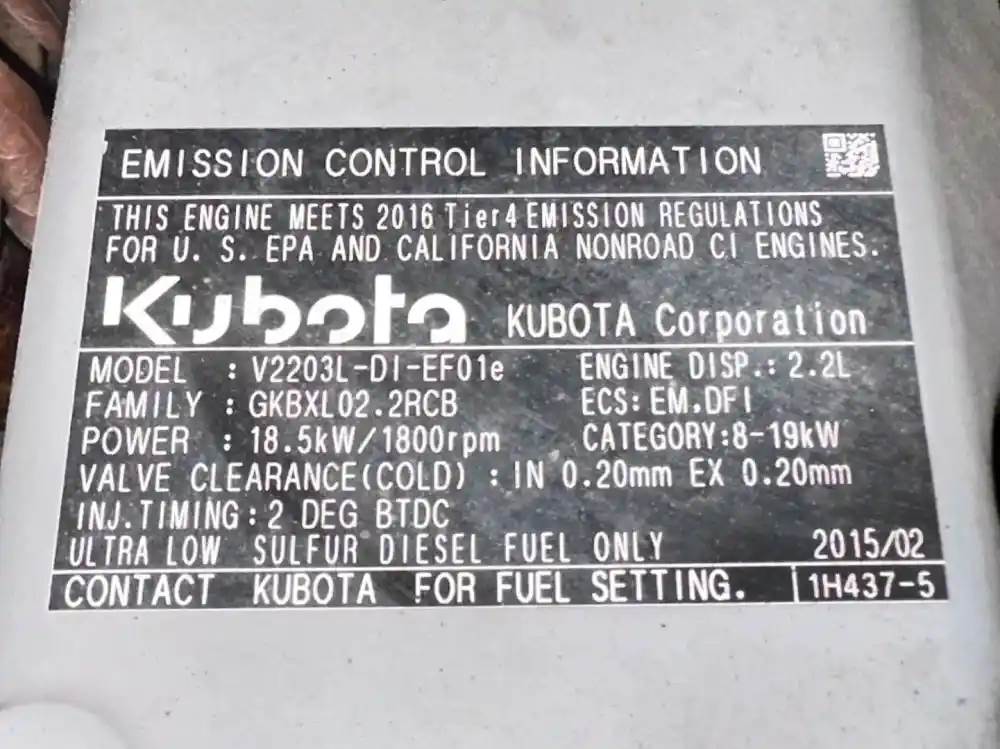 EMISSION CONTROL INFORMATION
THIS ENGINE MEETS 2016 Tier4 EMISSION REGULATIONS
FOR U. S. EPA AND CALIFORNIA NONROAD CI ENGINES.
Kubota KUBOTA Corporation
MODEL : V2203L-DI-EF01e ENGINE DISP.: 2.2L
FAMILY : GKBXL02.2RCB ECS: EM,DFI
POWER : 18.5kW/1800rpm CATEGORY:8-19kW
VALVE CLEARANCE(COLD) : IN 0.20mm EX 0.20mm
INJ.TIMING:2 DEG BTDC
ULTRA LOW SULFUR DIESEL FUEL ONLY 2015/02
CONTACT KUBOTA FOR FUEL SETTING. 1H437-5